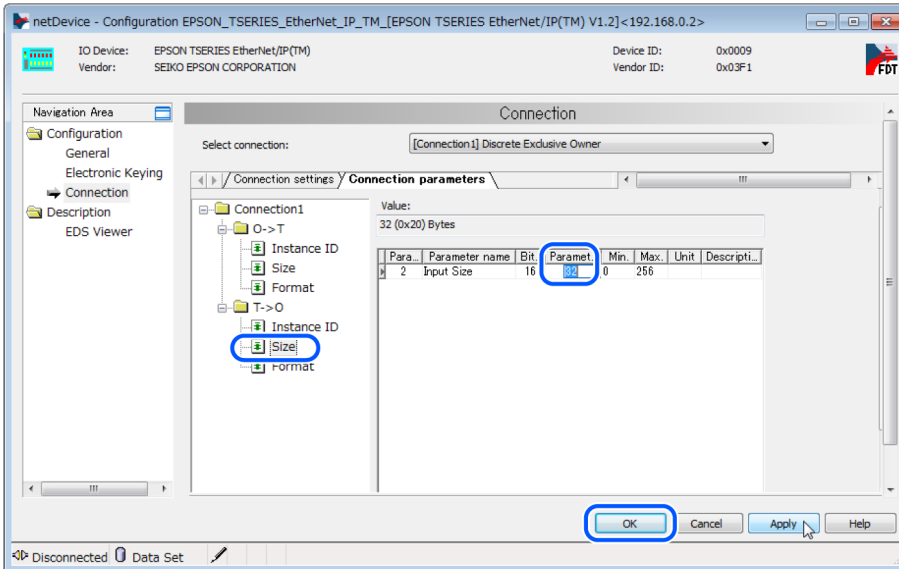 netDevice - Configuration EPSON_TSERIES_EtherNet_IP_TM_[EPSON TSERIES EtherNet/IP(TM) V1.2]<192.168.0.2>
IO Device: EPSON TSERIES EtherNet/IP(TM) Device ID: 0x0009
Vendor: SEIKO EPSON CORPORATION Vendor ID: 0x03F1
FDT
Navigation Area
Configuration
General
Electronic Keying
Connection
Description
EDS Viewer
Connection
Select connection: [Connection1] Discrete Exclusive Owner
Connection settings Connection parameters
Connection1
O->T
Instance ID
Size
Format
T->O
Instance ID
Size
Format
Value:
32 (0x20) Bytes
Para... Parameter name Bit. Paramet. Min. Max. Unit Descripti...
2 Input Size 16 32 0 256
OK Cancel Apply Help
Disconnected Data Set